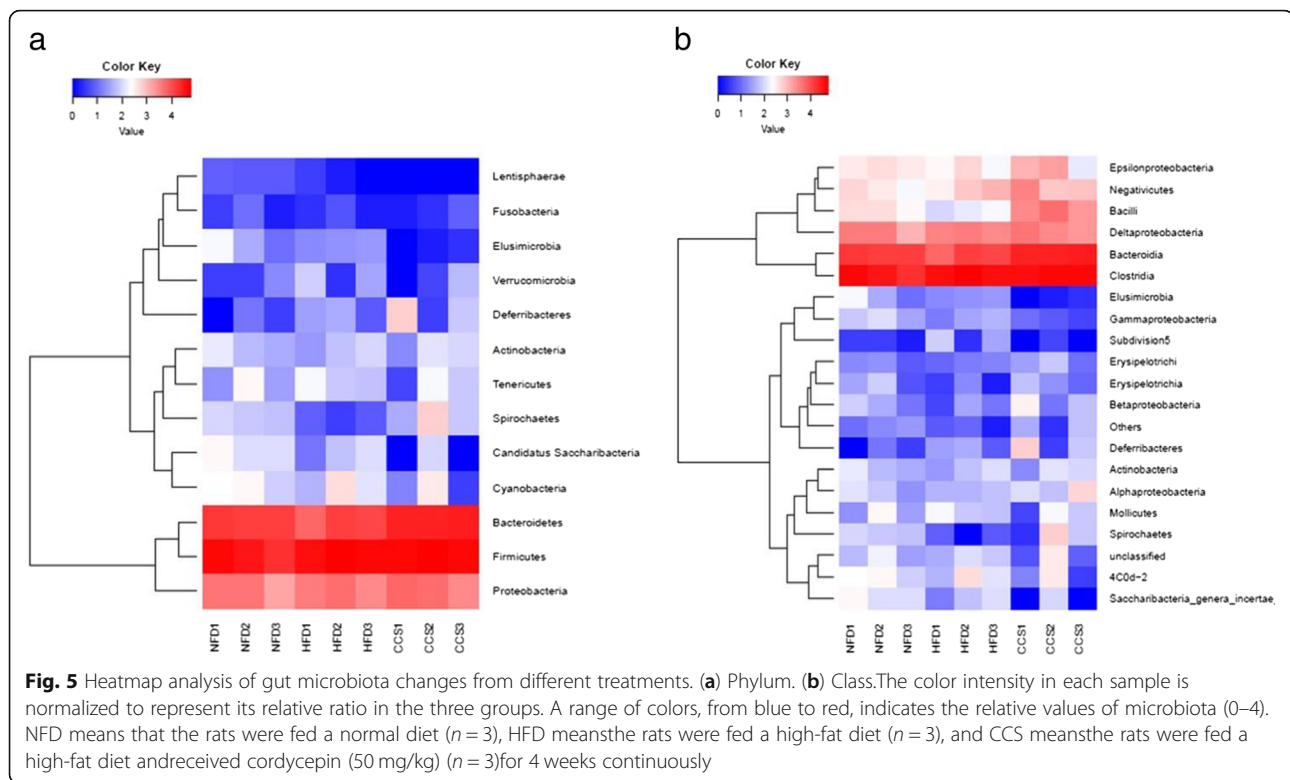 a
Color Key
0 1 2 3 4
Value
Lentisphaerae
Fusobacteria
Elusimicrobia
Verrucomicrobia
Deferribacteres
Actinobacteria
Tenericutes
Spirochaetes
Candidatus Saccharibacteria
Cyanobacteria
Bacteroidetes
Firmicutes
Proteobacteria
NFD1 NFD2 NFD3 HFD1 HFD2 HFD3 CCS1 CCS2 CCS3
b
Color Key
0 1 2 3 4
Value
Epsilonproteobacteria
Negativicutes
Bacilli
Deltaproteobacteria
Bacteroidia
Clostridia
Elusimicrobia
Gammaproteobacteria
Subdivision5
Erysipelotrichi
Erysipelotrichia
Betaproteobacteria
Others
Deferribacteres
Actinobacteria
Alphaproteobacteria
Mollicutes
Spirochaetes
unclassified
4C0d-2
Saccharibacteria_genera_incertae_
NFD1 NFD2 NFD3 HFD1 HFD2 HFD3 CCS1 CCS2 CCS3
Fig. 5 Heatmap analysis of gut microbiota changes from different treatments. (a) Phylum. (b) Class.The color intensity in each sample is
normalized to represent its relative ratio in the three groups. A range of colors, from blue to red, indicates the relative values of microbiota (0–4).
NFD means that the rats were fed a normal diet (n = 3), HFD meansthe rats were fed a high-fat diet (n = 3), and CCS meansthe rats were fed a
high-fat diet andreceived cordycepin (50 mg/kg) (n = 3)for 4 weeks continuously